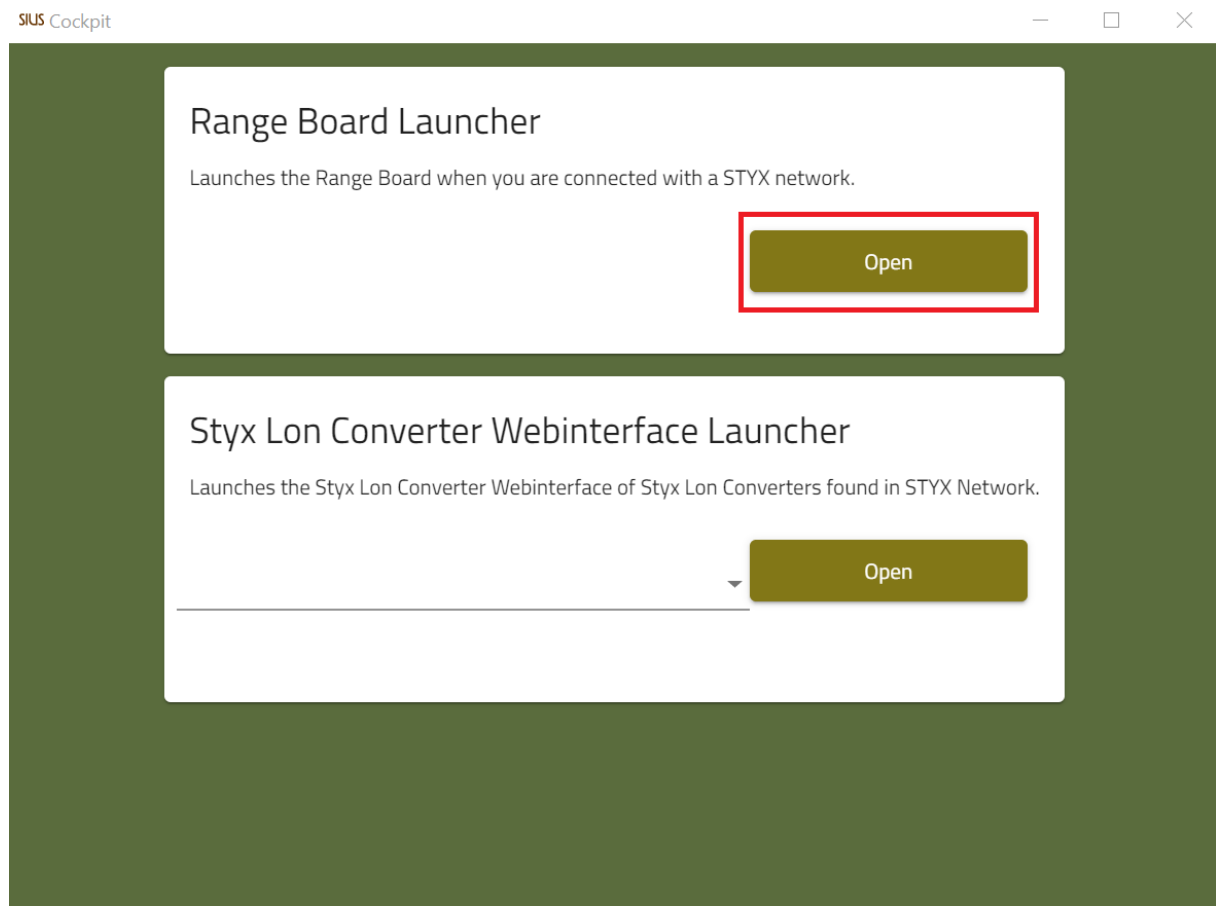 SIUS Cockpit
Range Board Launcher
Launches the Range Board when you are connected with a STYX network.
Open
Styx Lon Converter Webinterface Launcher
Launches the Styx Lon Converter Webinterface of Styx Lon Converters found in STYX Network.
Open